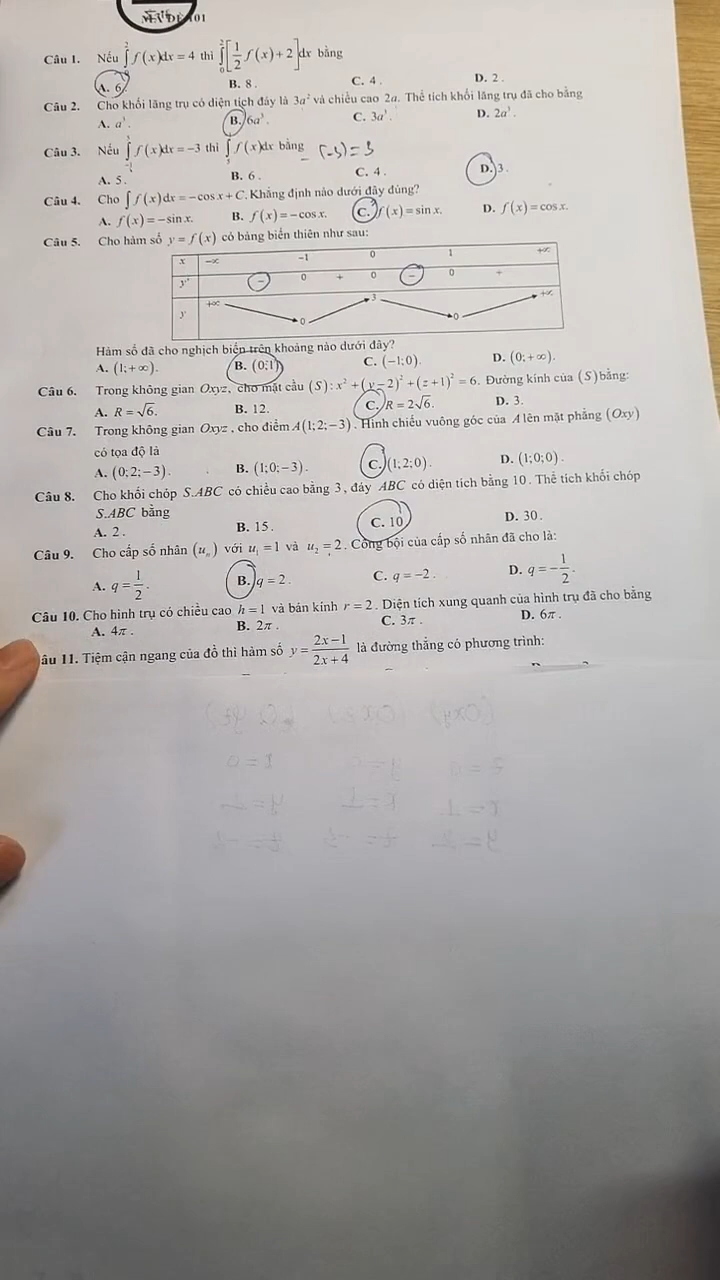 Câu 1. Nếu ∫₀² f(x)dx = 4 thì ∫₀² [1/2 f(x) + 2]dx bằng
A. 6. B. 8. C. 4. D. 2.
Câu 2. Cho khối lăng trụ có diện tích đáy là 3a² và chiều cao 2a. Thể tích khối lăng trụ đã cho bằng
A. a³. B. 6a³. C. 3a³. D. 2a³.
Câu 3. Nếu ∫ f(x)dx = −3 thì ∫ f(x)dx bằng − (-3) = 3
A. 5. B. 6. C. 4. D. 3.
Câu 4. Cho ∫ f(x)dx = −cos x + C. Khẳng định nào dưới đây đúng?
A. f(x) = −sin x. B. f(x) = −cos x. C. f(x) = sin x. D. f(x) = cos x.
Câu 5. Cho hàm số y = f(x) có bảng biến thiên như sau:
x −∞ −1 0 1 +∞
y' − 0 + 0 − 0 +
y +∞ 0 3 0 +∞
Hàm số đã cho nghịch biến trên khoảng nào dưới đây?
A. (1;+∞). B. (0;1) C. (−1;0). D. (0;+∞).
Câu 6. Trong không gian Oxyz, cho mặt cầu (S): x² + (y − 2)² + (z + 1)² = 6. Đường kính của (S) bằng:
A. R = √6. B. 12. C. R = 2√6. D. 3.
Câu 7. Trong không gian Oxyz, cho điểm A(1;2;−3). Hình chiếu vuông góc của A lên mặt phẳng (Oxy)
có tọa độ là
A. (0;2;−3). B. (1;0;−3). C. (1;2;0). D. (1;0;0).
Câu 8. Cho khối chóp S.ABC có chiều cao bằng 3, đáy ABC có diện tích bằng 10. Thể tích khối chóp
S.ABC bằng
A. 2. B. 15. C. 10 D. 30.
Câu 9. Cho cấp số nhân (uₙ) với u₁ = 1 và u₂ = 2. Công bội của cấp số nhân đã cho là:
A. q = 1/2. B. q = 2. C. q = −2. D. q = −1/2.
Câu 10. Cho hình trụ có chiều cao h = 1 và bán kính r = 2. Diện tích xung quanh của hình trụ đã cho bằng
A. 4π. B. 2π. C. 3π. D. 6π.
âu 11. Tiệm cận ngang của đồ thị hàm số y = (2x−1)/(2x+4) là đường thẳng có phương trình: